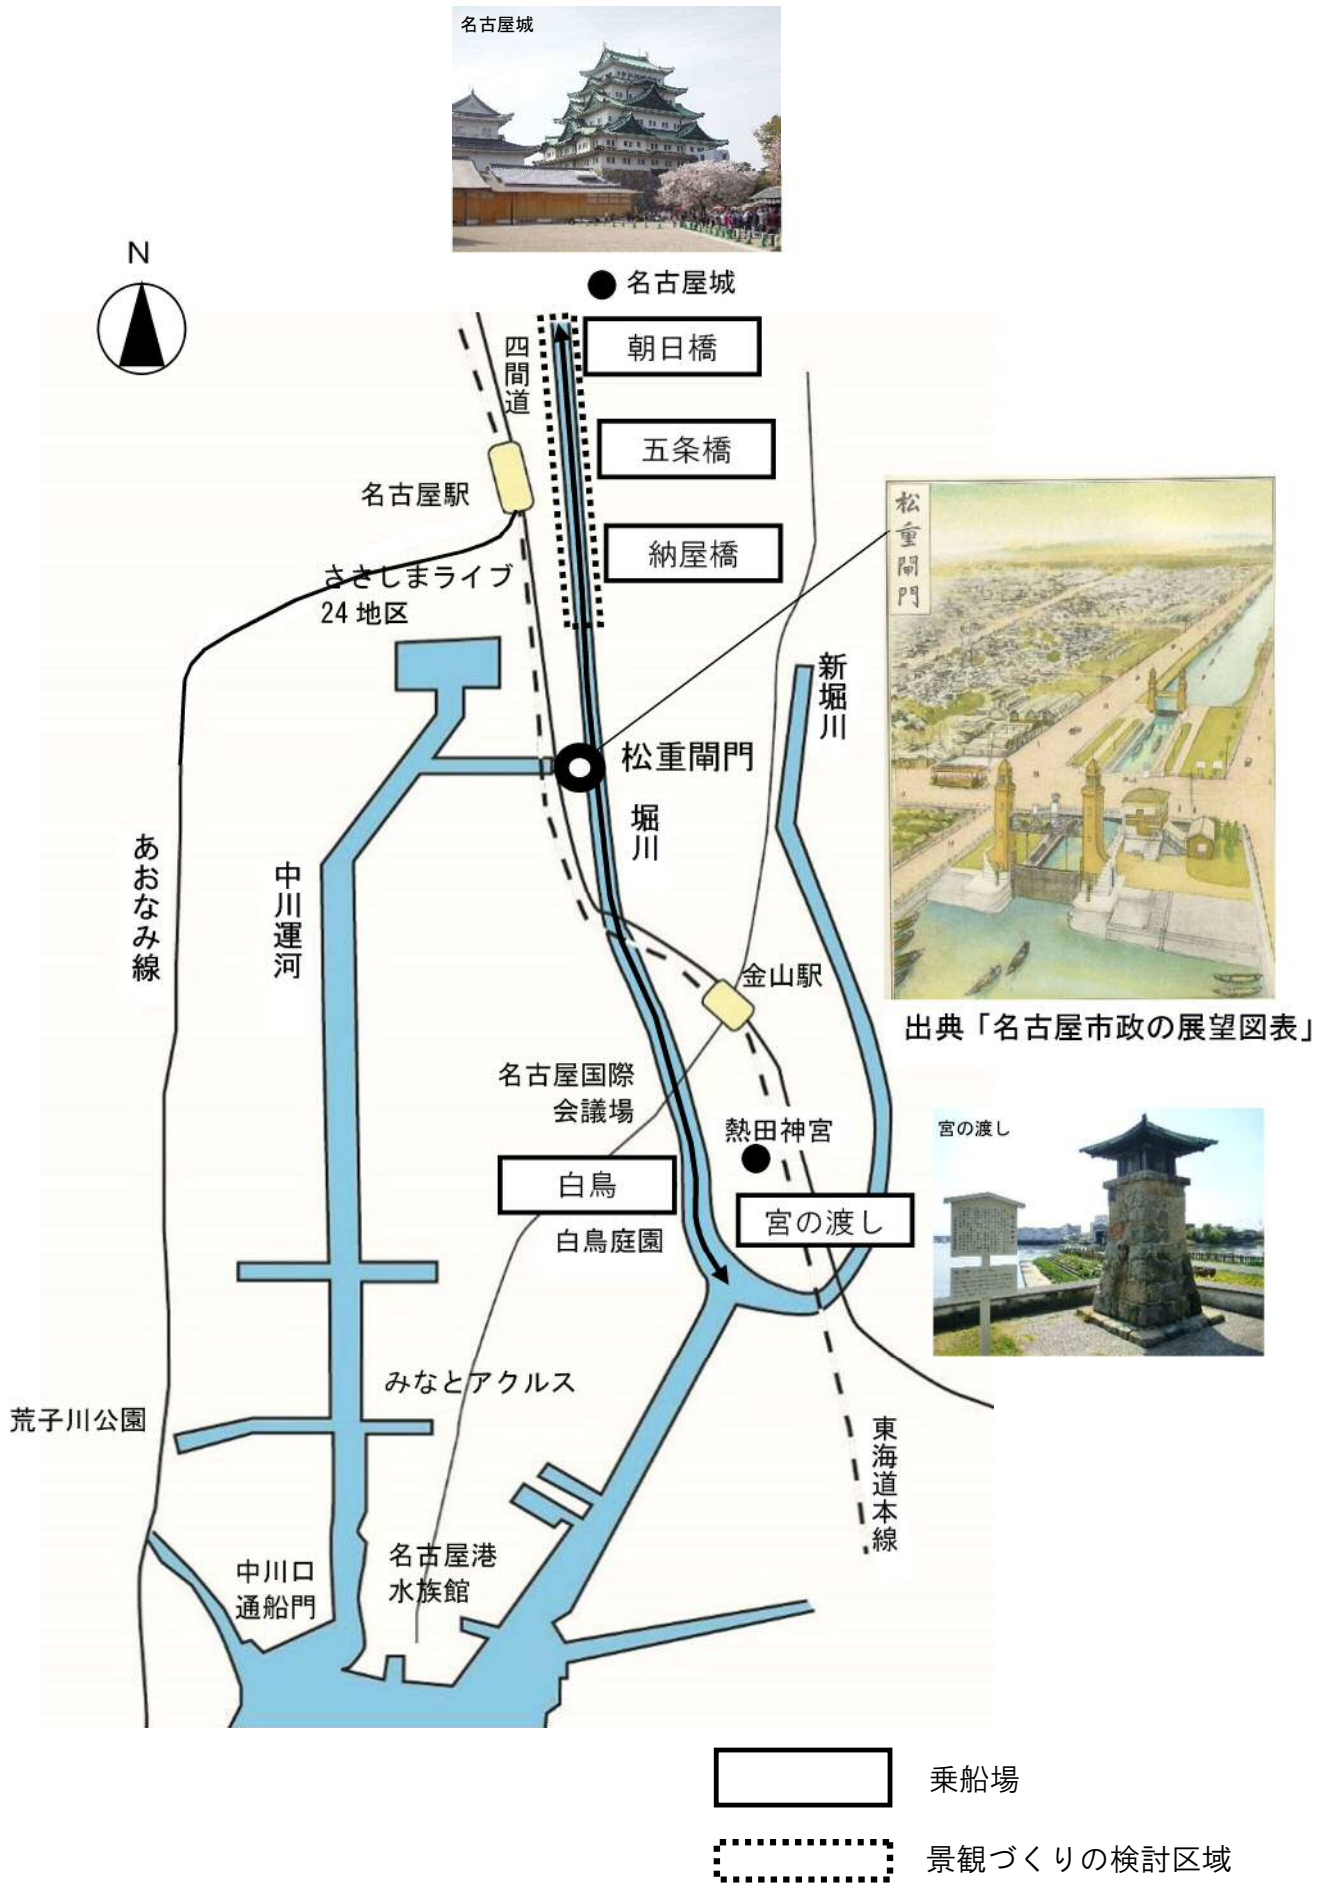 名古屋城
N
名古屋城
朝日橋
四間道
五条橋
名古屋駅
納屋橋
松重閘門
ささしまライブ
24地区
新堀川
松重閘門
堀川
あおなみ線
中川運河
金山駅
出典「名古屋市政の展望図表」
名古屋国際
会議場
熱田神宮
宮の渡し
白鳥
宮の渡し
白鳥庭園
みなとアクルス
荒子川公園
東海道本線
名古屋港
水族館
中川口
通船門
乗船場
景観づくりの検討区域